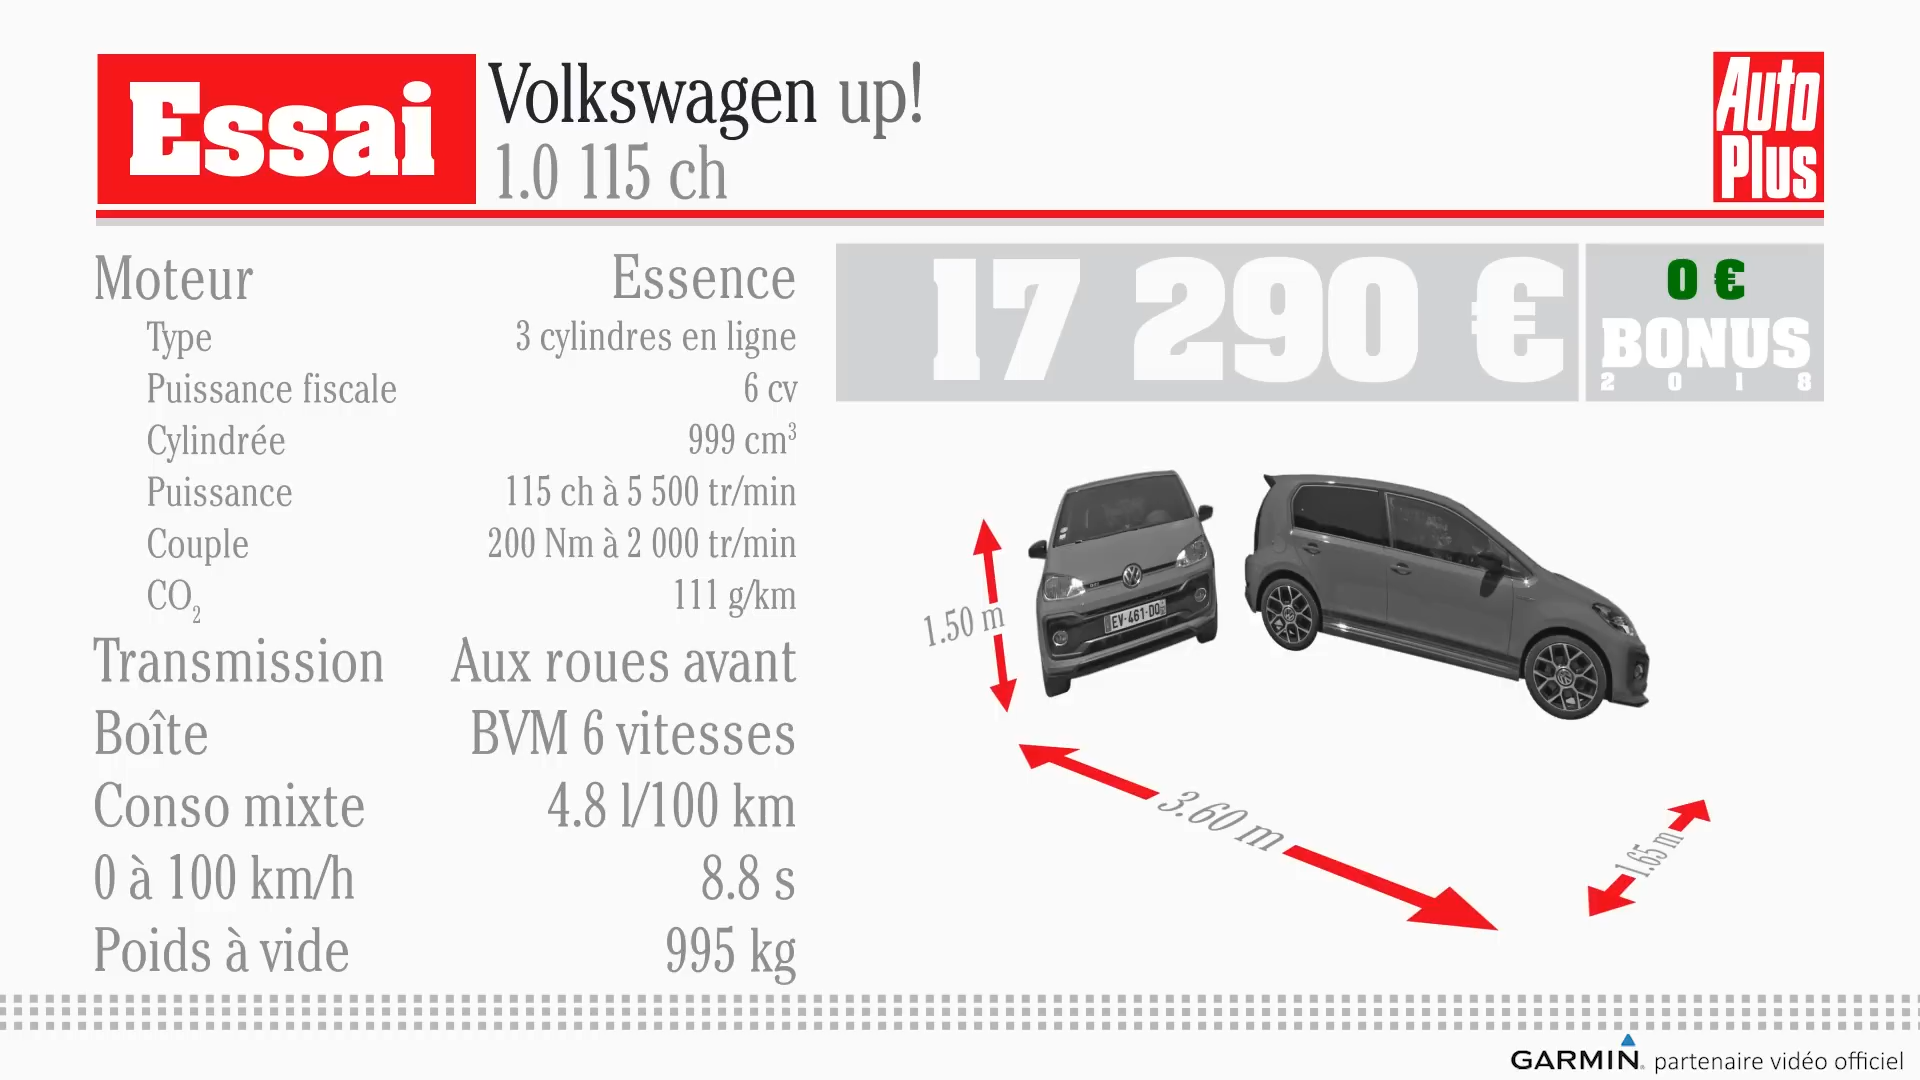 Essai
Volkswagen up!
1.0 115 ch
Auto
Plus
Moteur Essence
Type 3 cylindres en ligne
Puissance fiscale 6 cv
Cylindrée 999 cm³
Puissance 115 ch à 5 500 tr/min
Couple 200 Nm à 2 000 tr/min
CO₂ 111 g/km
Transmission Aux roues avant
Boîte BVM 6 vitesses
Conso mixte 4.8 l/100 km
0 à 100 km/h 8.8 s
Poids à vide 995 kg
17 290 €
0 €
BONUS
2018
EV-461-DQ
1.50 m
3.60 m
1.65 m
GARMIN. partenaire vidéo officiel